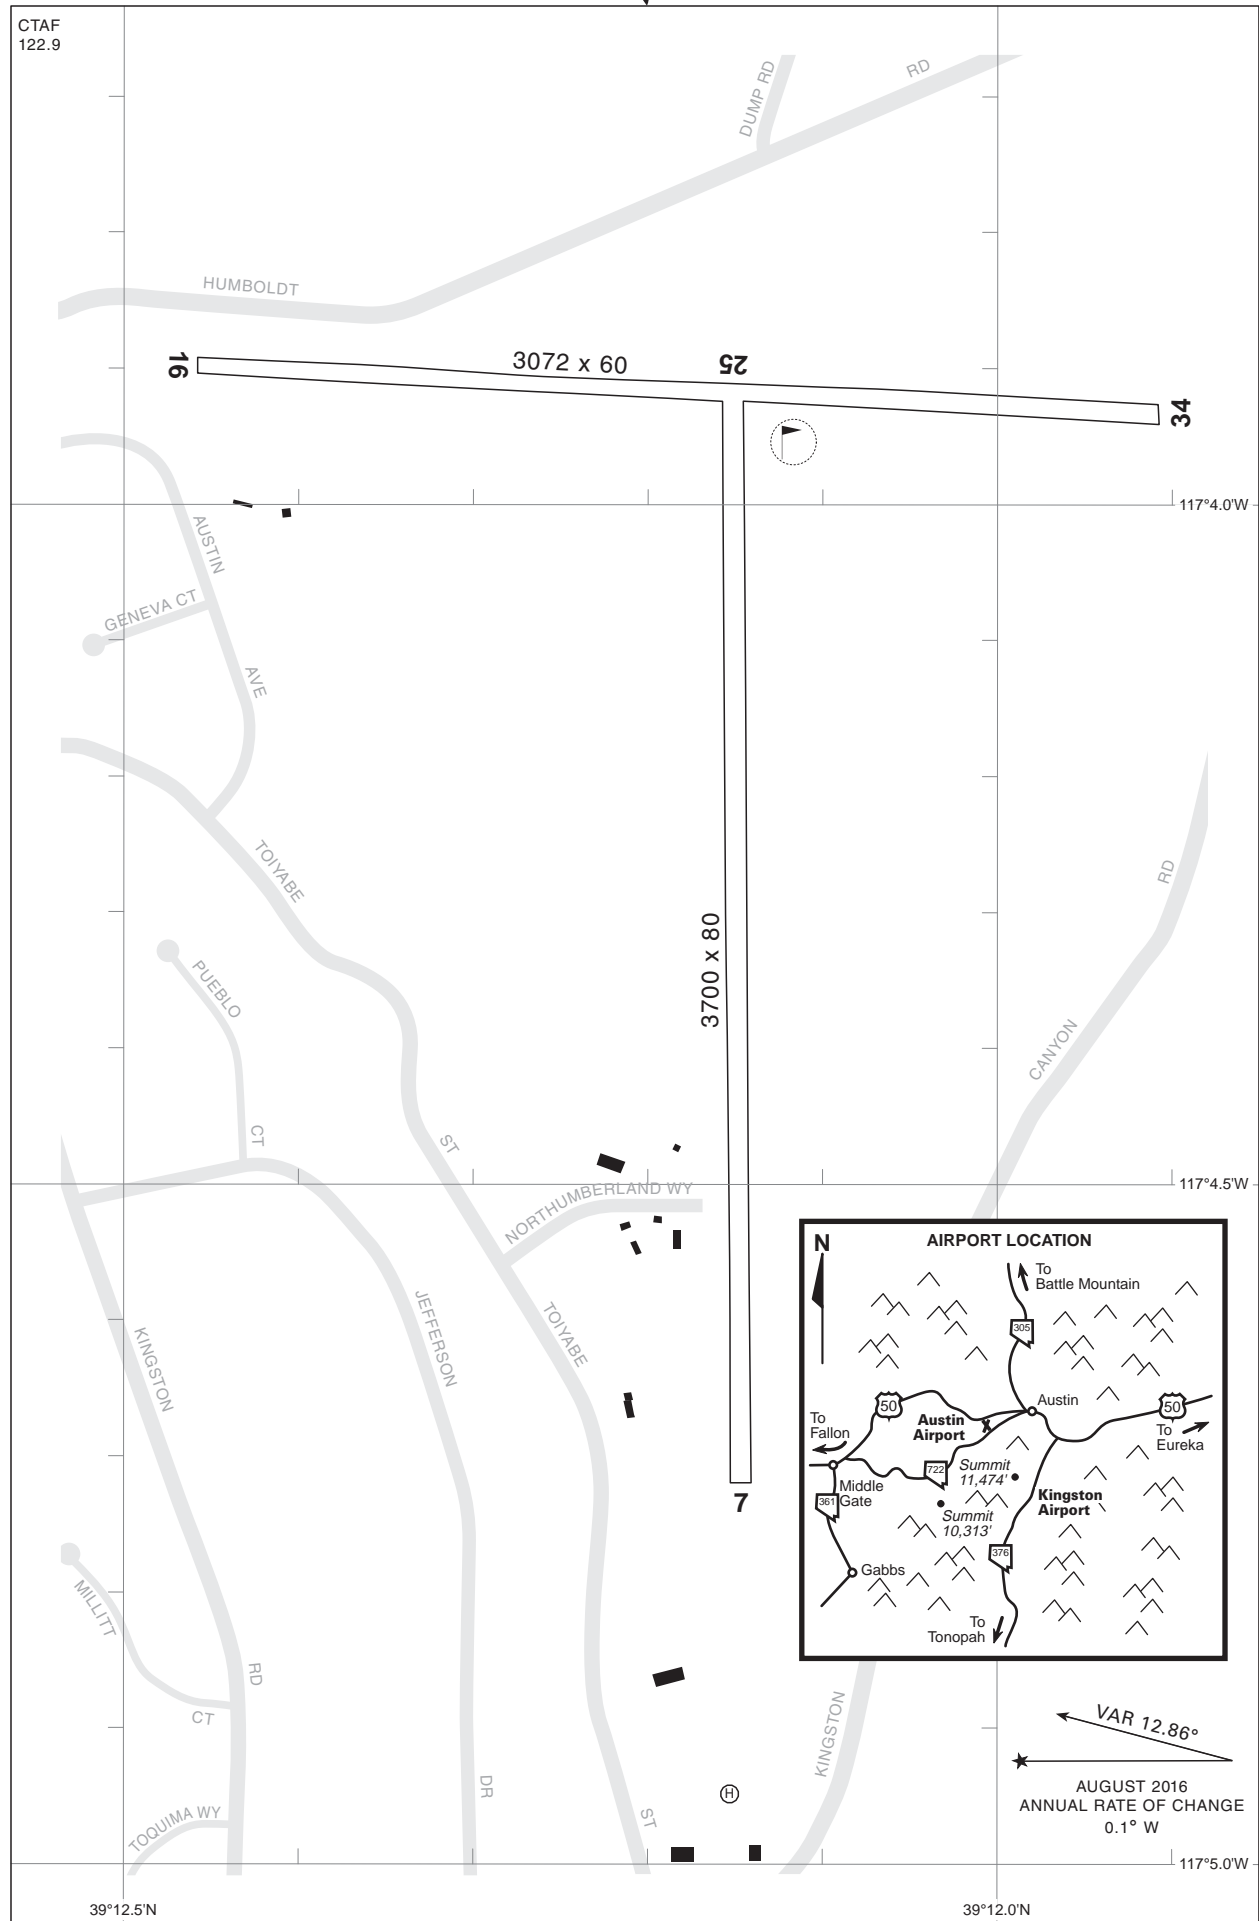 CTAF
122.9
DUMP RD
RD
HUMBOLDT
16
3072 x 60
25
34
117°4.0'W
AUSTIN
GENEVA CT
AVE
TOIYABE
RD
PUEBLO
3700 x 80
CANYON
CT
ST
117°4.5'W
NORTHUMBERLAND WY
JEFFERSON
TOIYABE
KINGSTON
7
N
AIRPORT LOCATION
To
Battle Mountain
305
50
Austin
50
To
Fallon
Austin
Airport
To
Eureka
722
Summit
11,474'
Middle
Gate
361
Kingston
Airport
Summit
10,313'
376
Gabbs
To
Tonopah
MILLITT
RD
CT
KINGSTON
VAR 12.86°
AUGUST 2016
ANNUAL RATE OF CHANGE
0.1° W
DR
H
ST
TOQUIMA WY
117°5.0'W
39°12.5'N
39°12.0'N